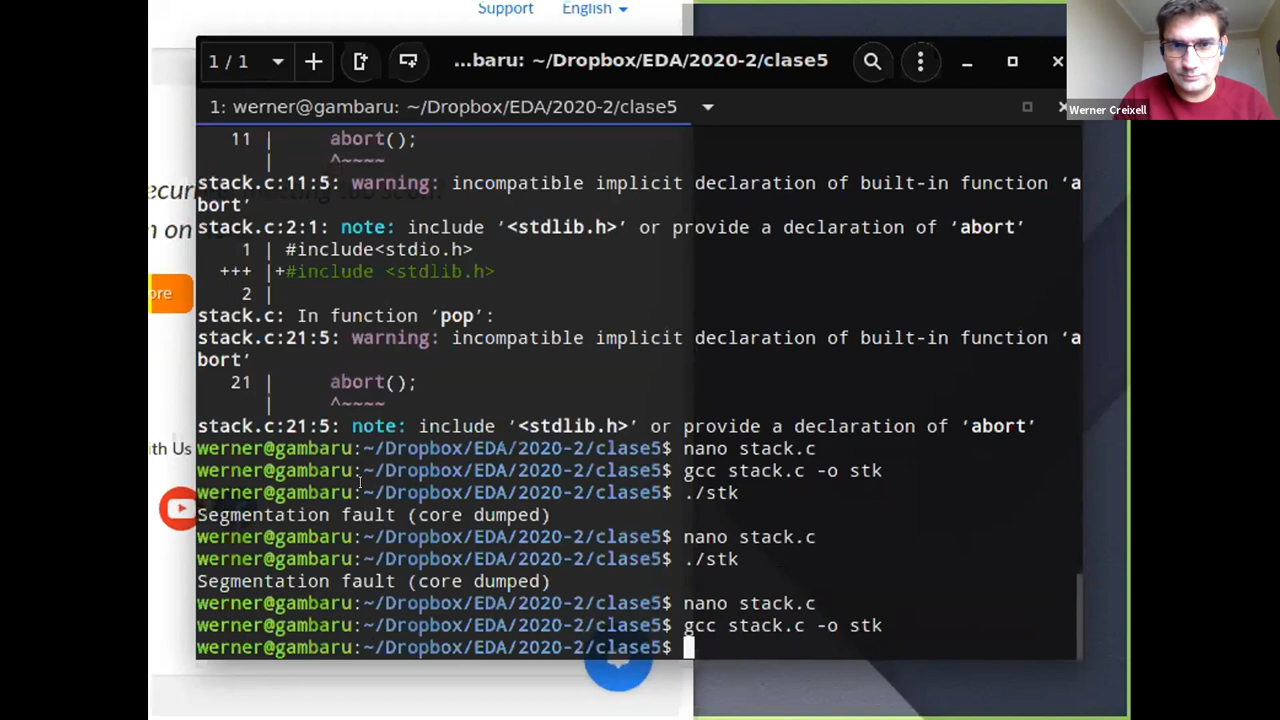 Support English
1 / 1 ...baru: ~/Dropbox/EDA/2020-2/clase5
Werner Creixell
1: werner@gambaru: ~/Dropbox/EDA/2020-2/clase5
11 | abort();
| ^~~~~
stack.c:11:5: warning: incompatible implicit declaration of built-in function ‘a
bort’
stack.c:2:1: note: include ‘<stdlib.h>’ or provide a declaration of ‘abort’
1 | #include<stdio.h>
+++ |+#include <stdlib.h>
2 |
stack.c: In function ‘pop’:
stack.c:21:5: warning: incompatible implicit declaration of built-in function ‘a
bort’
21 | abort();
| ^~~~~
stack.c:21:5: note: include ‘<stdlib.h>’ or provide a declaration of ‘abort’
werner@gambaru:~/Dropbox/EDA/2020-2/clase5$ nano stack.c
werner@gambaru:~/Dropbox/EDA/2020-2/clase5$ gcc stack.c -o stk
werner@gambaru:~/Dropbox/EDA/2020-2/clase5$ ./stk
Segmentation fault (core dumped)
werner@gambaru:~/Dropbox/EDA/2020-2/clase5$ nano stack.c
werner@gambaru:~/Dropbox/EDA/2020-2/clase5$ ./stk
Segmentation fault (core dumped)
werner@gambaru:~/Dropbox/EDA/2020-2/clase5$ nano stack.c
werner@gambaru:~/Dropbox/EDA/2020-2/clase5$ gcc stack.c -o stk
werner@gambaru:~/Dropbox/EDA/2020-2/clase5$
ecur
n on
ore
ith Us